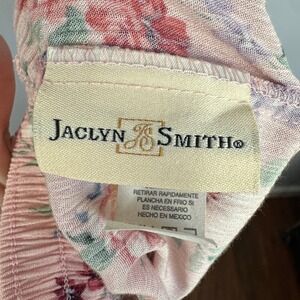 JACLYN JS SMITH®
RETIRAR RAPIDAMENTE
PLANCHA EN FRIO SI
ES NECESARIO
HECHO EN MEXICO